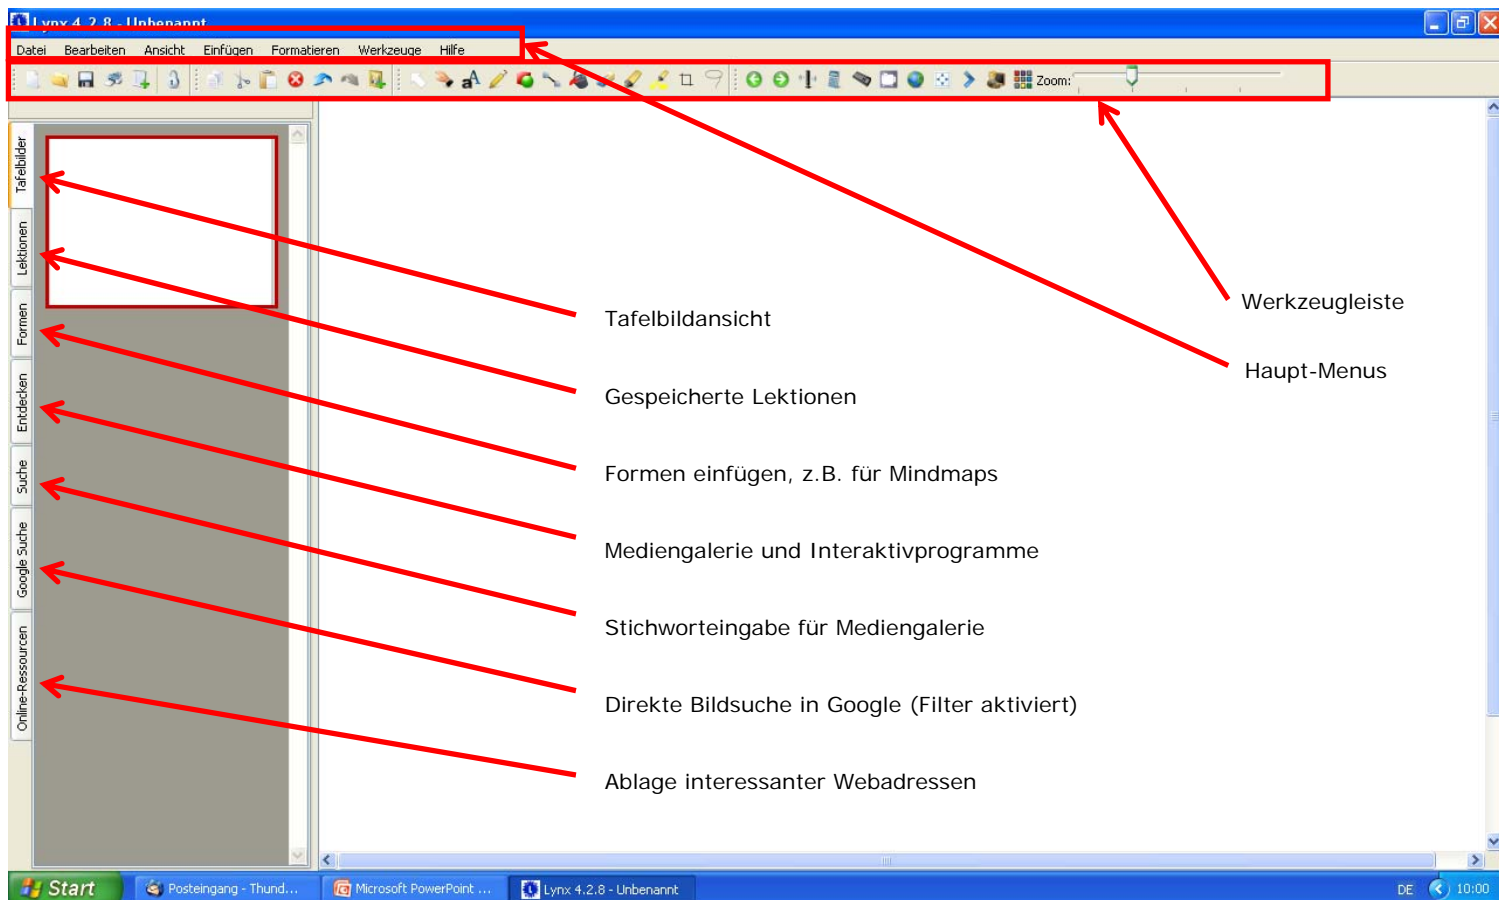 Lynx 4.2.8 - Unbenannt
Datei Bearbeiten Ansicht Einfügen Formatieren Werkzeuge Hilfe
Zoom:
Tafelbilder
Lektionen
Formen
Entdecken
Suche
Google Suche
Online-Ressourcen
Werkzeugleiste
Haupt-Menus
Tafelbildansicht
Gespeicherte Lektionen
Formen einfügen, z.B. für Mindmaps
Mediengalerie und Interaktivprogramme
Stichworteingabe für Mediengalerie
Direkte Bildsuche in Google (Filter aktiviert)
Ablage interessanter Webadressen
Start Posteingang - Thund... Microsoft PowerPoint ... Lynx 4.2.8 - Unbenannt DE 10:00